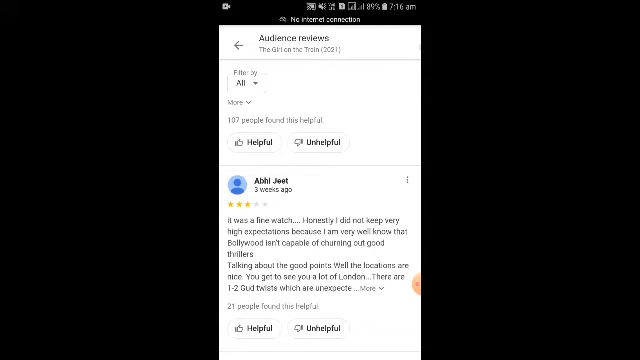 89% 7:16 am
No internet connection
Audience reviews
The Girl on the Train (2021)
Filter by
All
More
107 people found this helpful.
Helpful Unhelpful
Abhi Jeet
3 weeks ago
it was a fine watch.... Honestly I did not keep very
high expectations because I am very well know that
Bollywood isn't capable of churning out good
thrillers
Talking about the good points Well the locations are
nice. You get to see you a lot of London...There are
1-2 Gud twists which are unexpecte ... More
21 people found this helpful.
Helpful Unhelpful